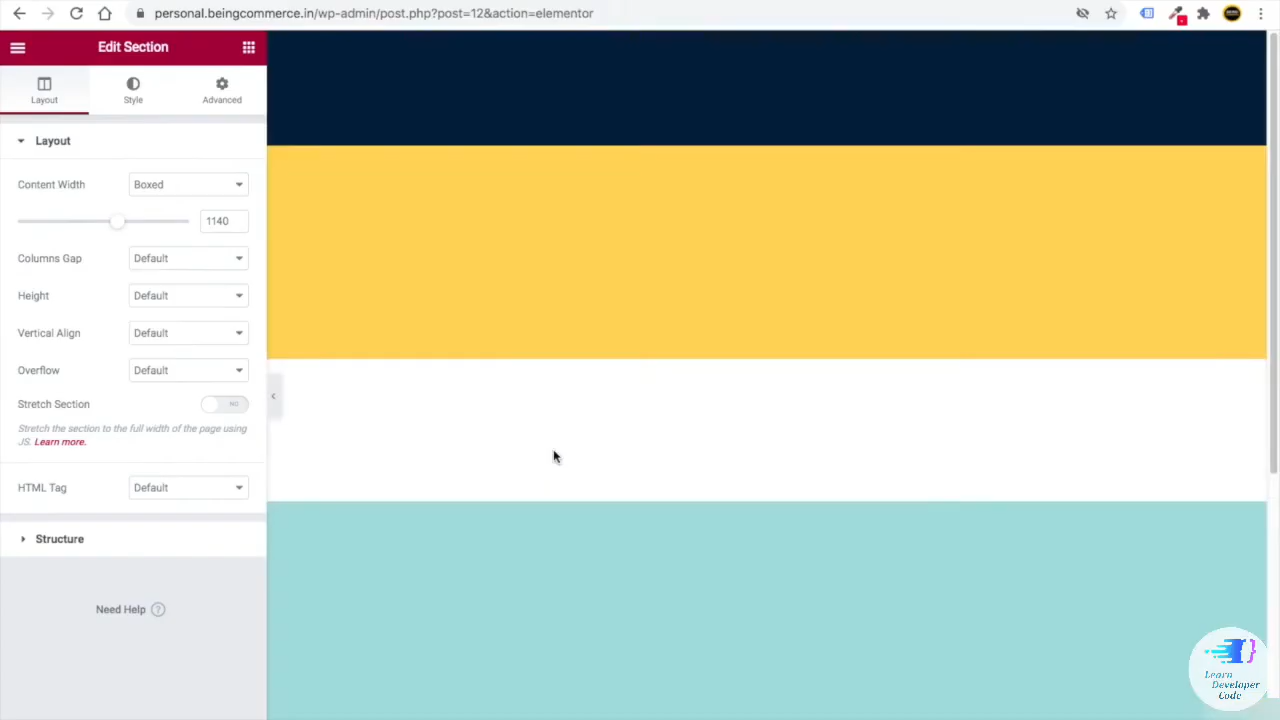 personal.beingcommerce.in/wp-admin/post.php?post=12&action=elementor
Edit Section
Layout
Style
Advanced
Layout
Content Width
Boxed
1140
Columns Gap
Default
Height
Default
Vertical Align
Default
Overflow
Default
Stretch Section
NO
Stretch the section to the full width of the page using
JS. Learn more.
HTML Tag
Default
Structure
Need Help
?
Learn
Developer
Code